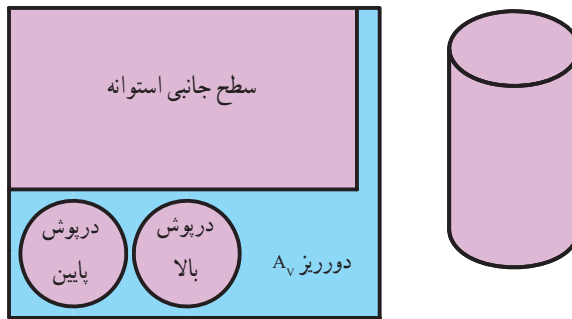 سطح جانبی استوانه
درپوش
پایین
درپوش
بالا
دورریز A_V